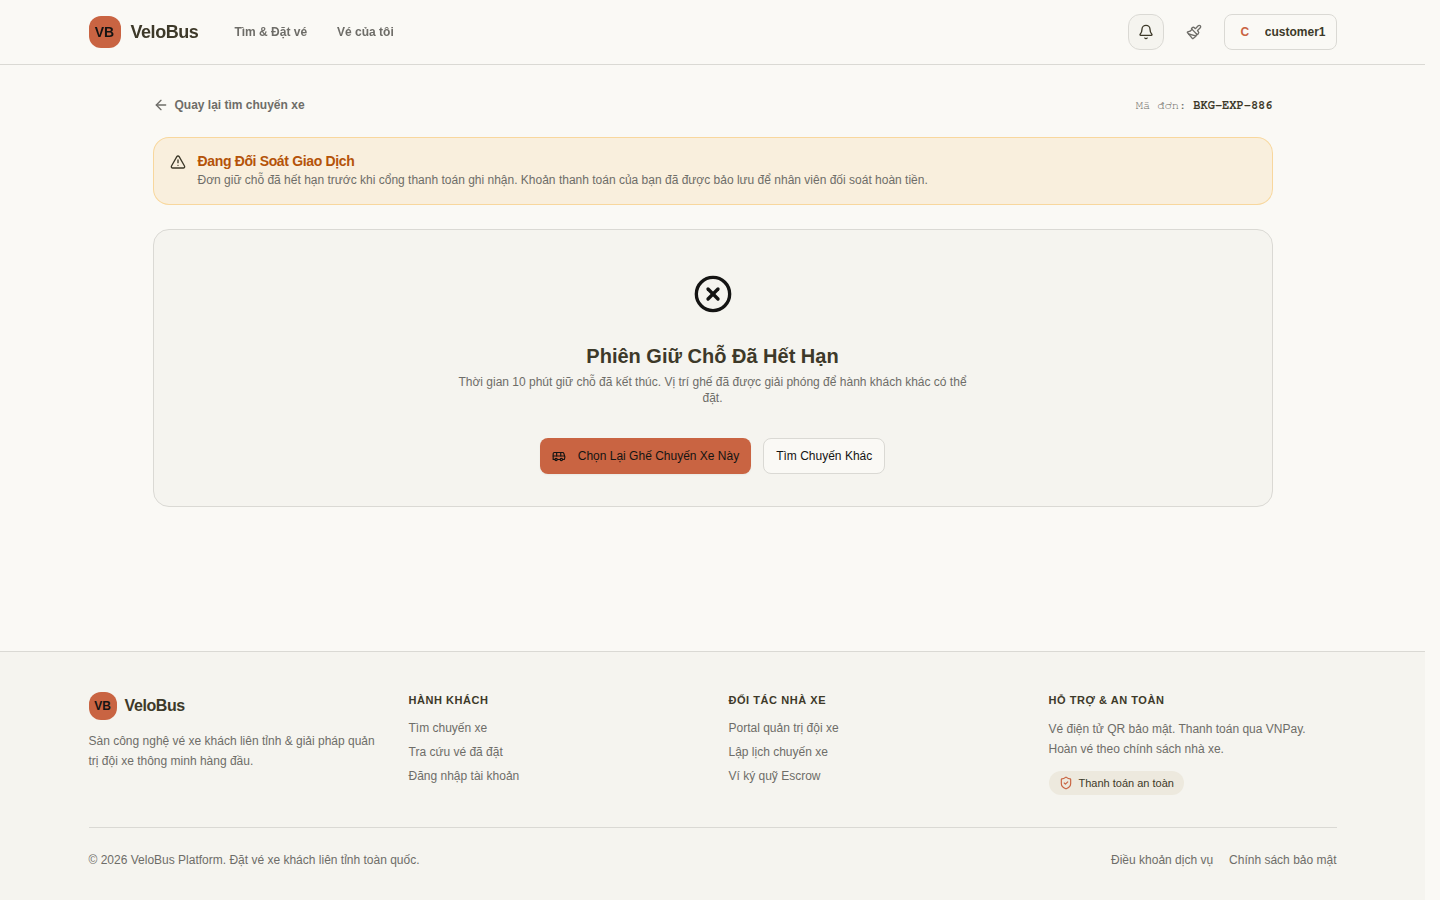 VB VeloBus Tìm & Đặt vé Vé của tôi C customer1
Quay lại tìm chuyến xe Mã đơn: BKG-EXP-886
Đang Đối Soát Giao Dịch
Đơn giữ chỗ đã hết hạn trước khi cổng thanh toán ghi nhận. Khoản thanh toán của bạn đã được bảo lưu để nhân viên đối soát hoàn tiền.
Phiên Giữ Chỗ Đã Hết Hạn
Thời gian 10 phút giữ chỗ đã kết thúc. Vị trí ghế đã được giải phóng để hành khách khác có thể
đặt.
Chọn Lại Ghế Chuyến Xe Này Tìm Chuyến Khác
VB VeloBus
Sàn công nghệ vé xe khách liên tỉnh & giải pháp quản
trị đội xe thông minh hàng đầu.
HÀNH KHÁCH
Tìm chuyến xe
Tra cứu vé đã đặt
Đăng nhập tài khoản
ĐỐI TÁC NHÀ XE
Portal quản trị đội xe
Lập lịch chuyến xe
Ví ký quỹ Escrow
HỖ TRỢ & AN TOÀN
Vé điện tử QR bảo mật. Thanh toán qua VNPay.
Hoàn vé theo chính sách nhà xe.
Thanh toán an toàn
© 2026 VeloBus Platform. Đặt vé xe khách liên tỉnh toàn quốc.
Điều khoản dịch vụ Chính sách bảo mật